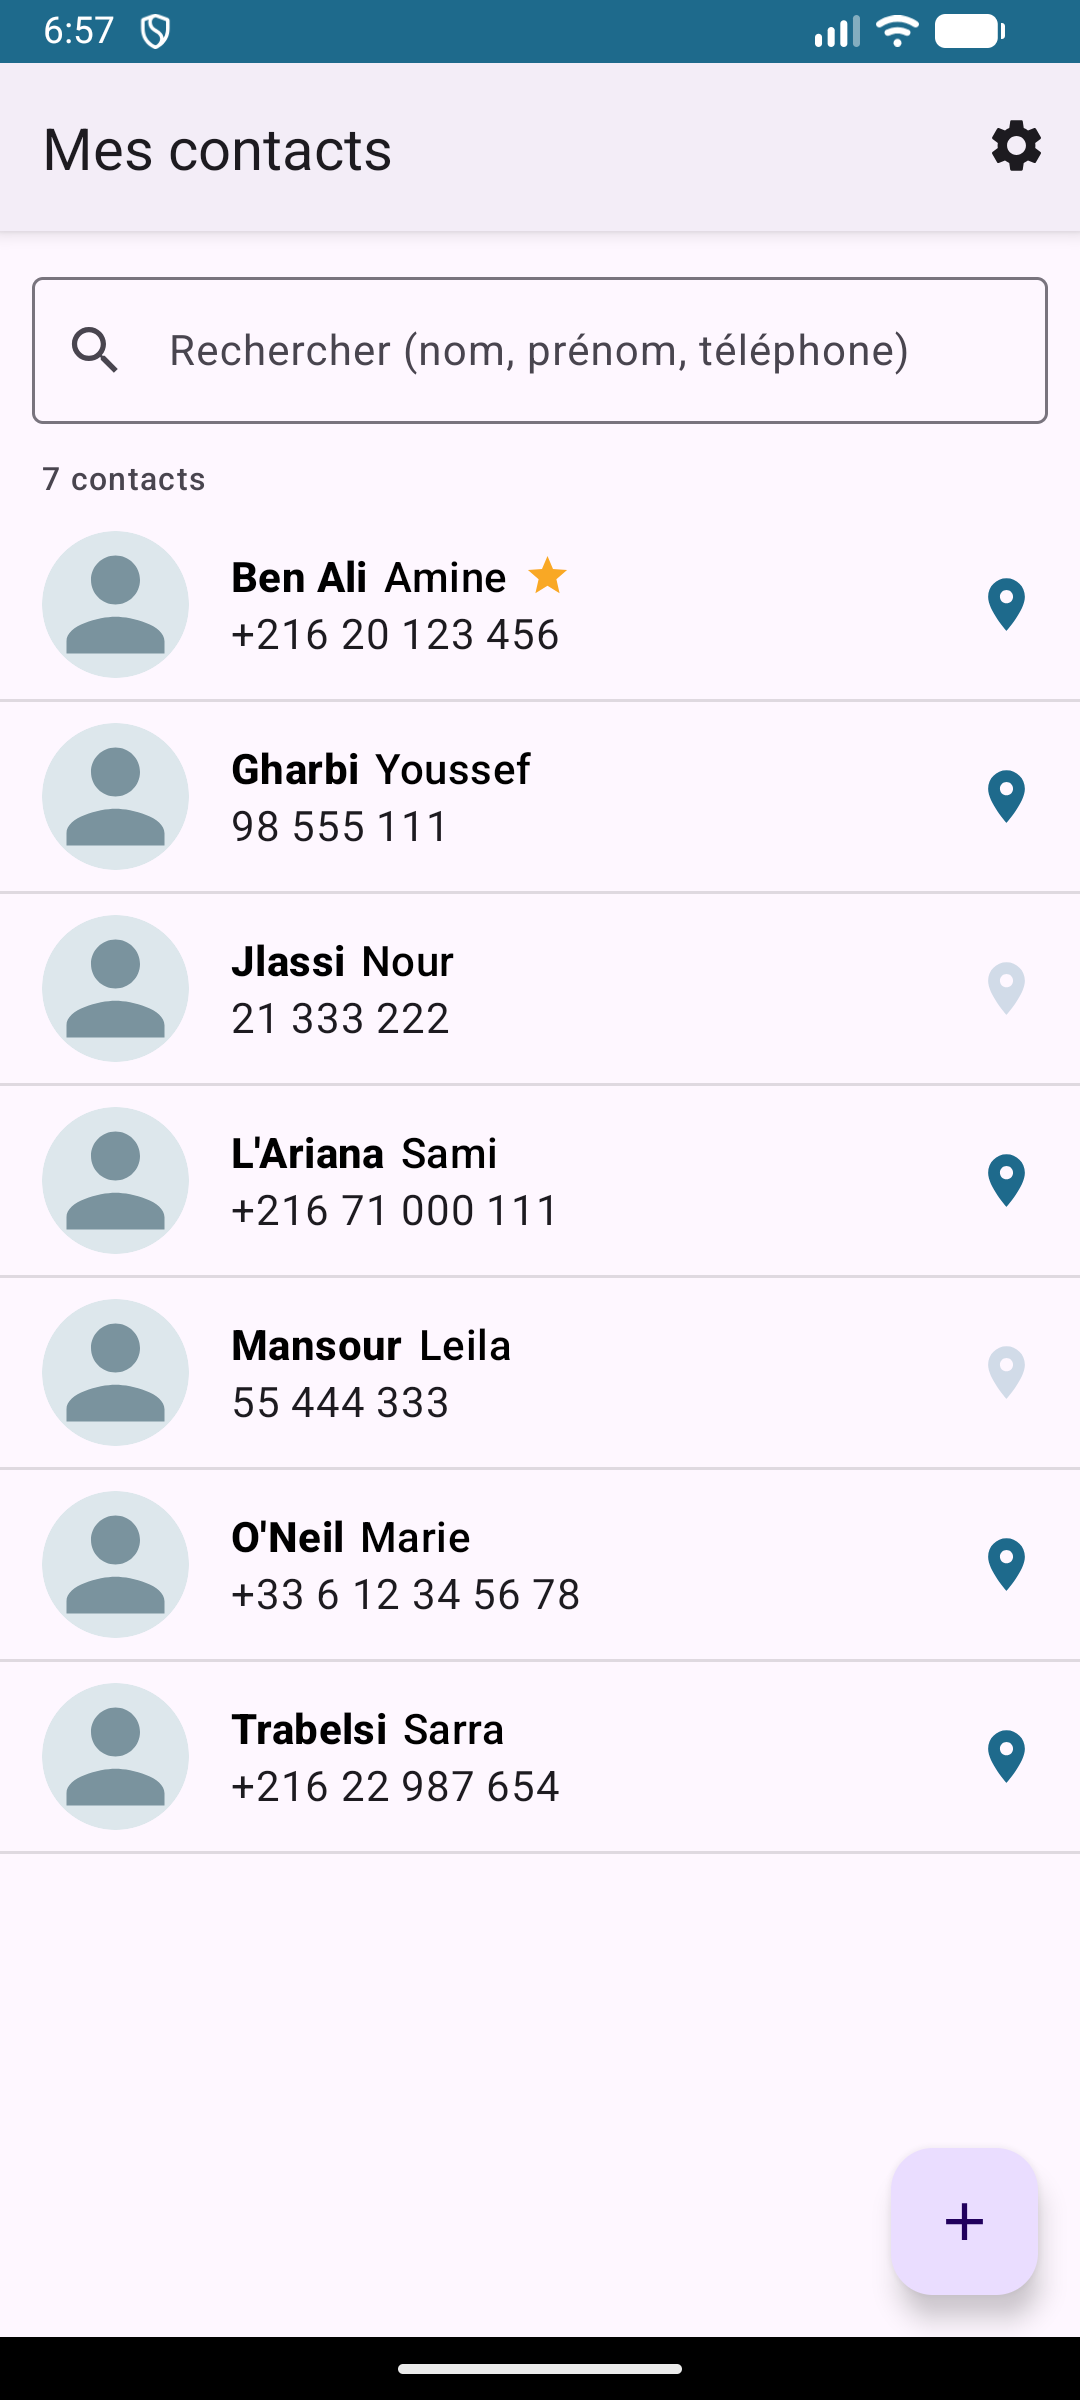 6:57
Mes contacts
Rechercher (nom, prénom, téléphone)
7 contacts
Ben Ali Amine
+216 20 123 456
Gharbi Youssef
98 555 111
Jlassi Nour
21 333 222
L'Ariana Sami
+216 71 000 111
Mansour Leila
55 444 333
O'Neil Marie
+33 6 12 34 56 78
Trabelsi Sarra
+216 22 987 654